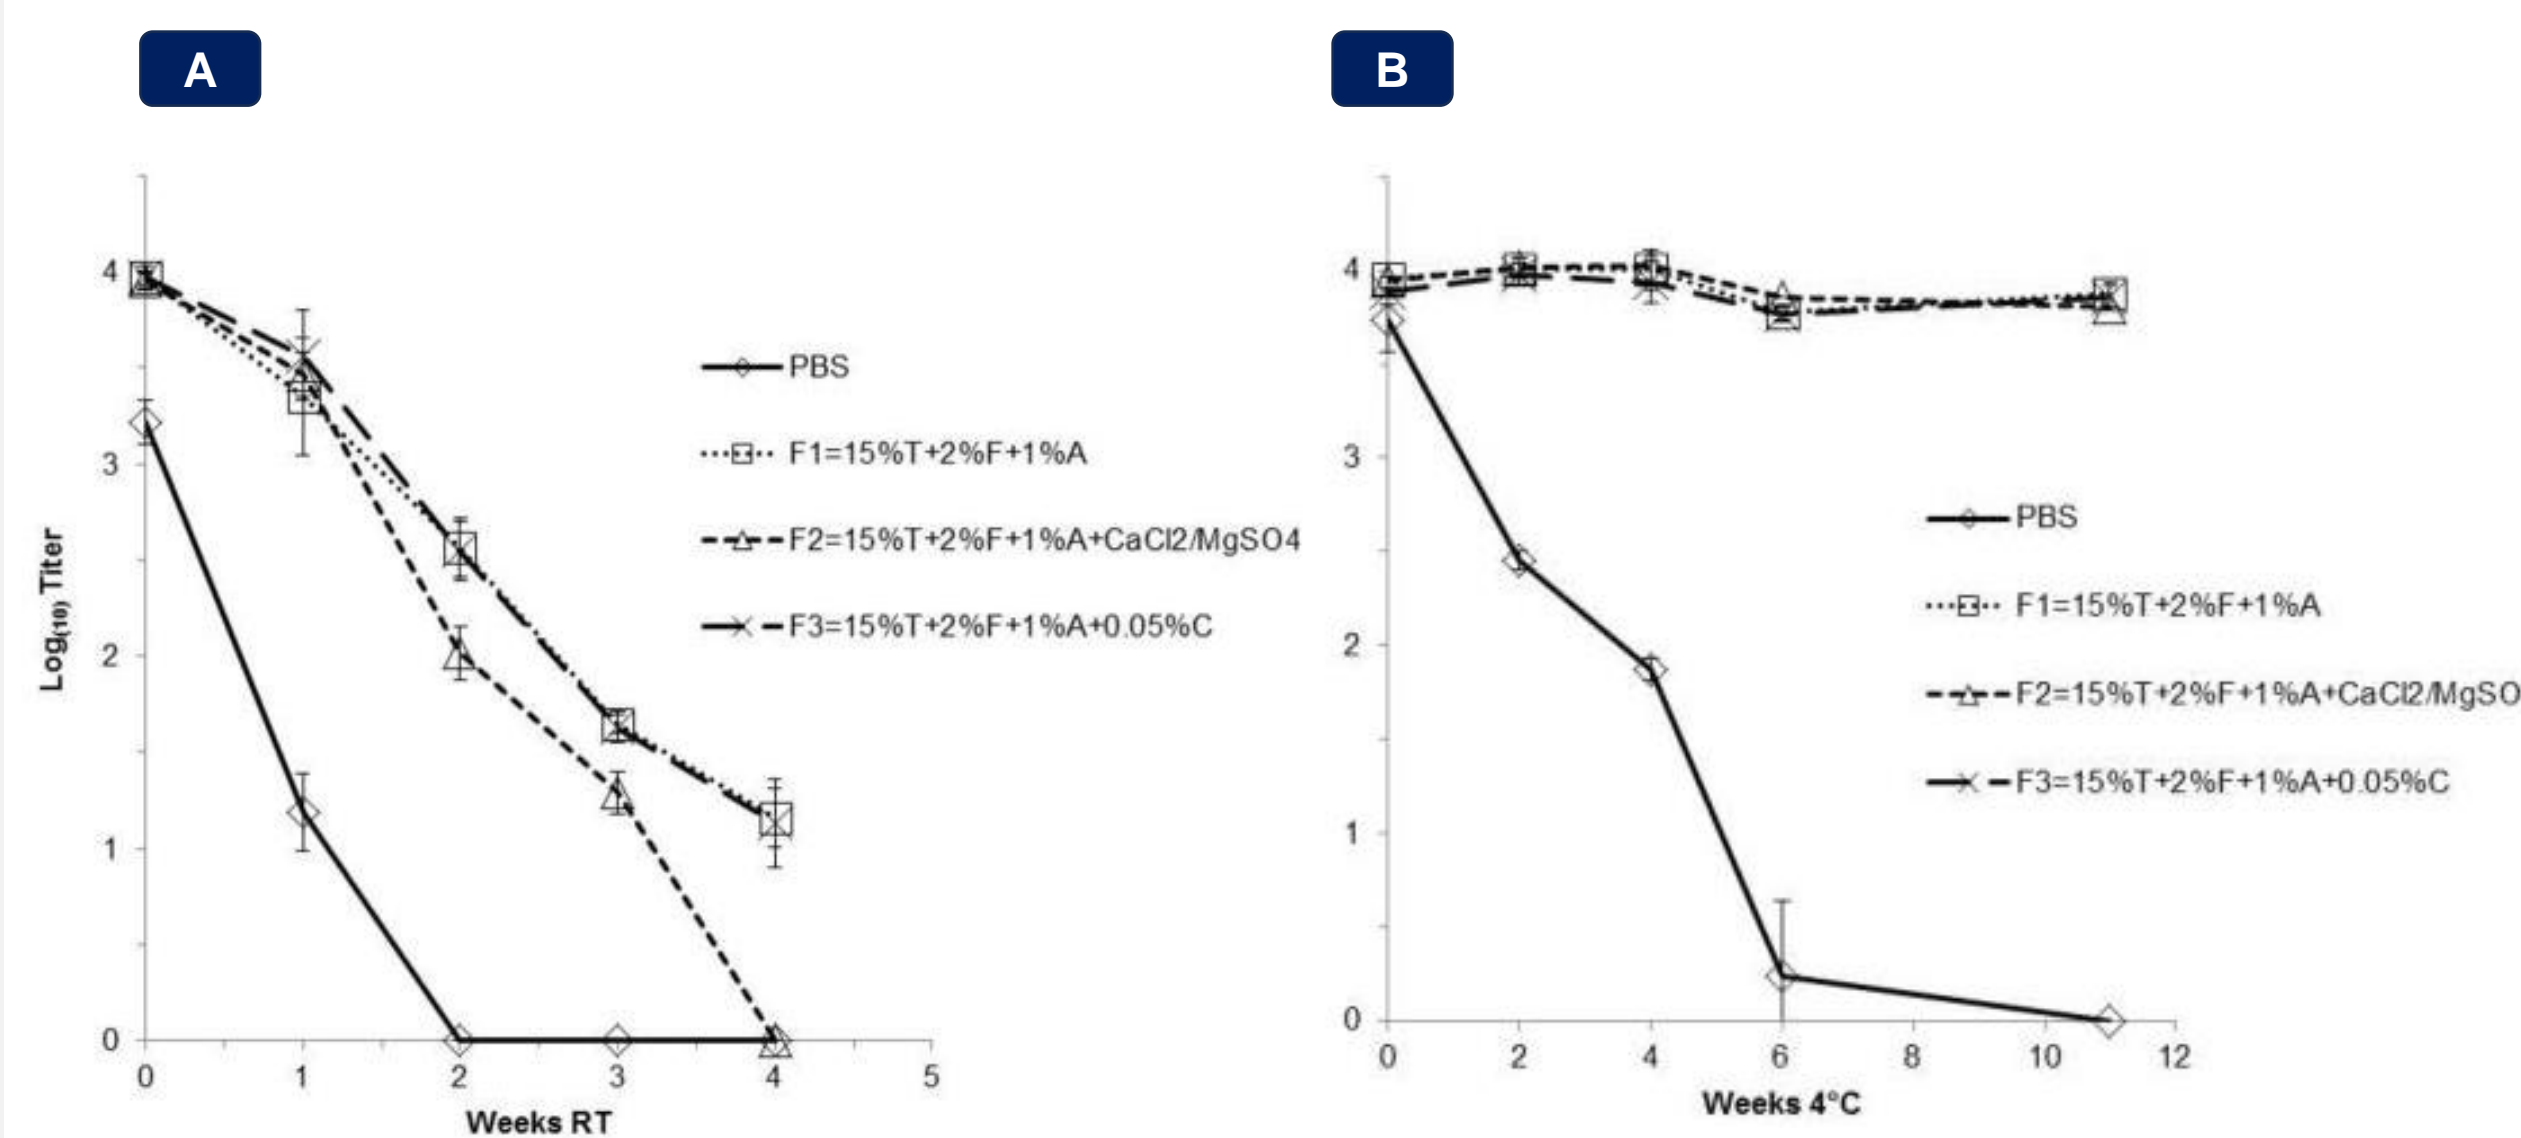 A
B
4
3
2
1
0
Log(10) Titer
0 1 2 3 4 5
Weeks RT
PBS
F1=15%T+2%F+1%A
F2=15%T+2%F+1%A+CaCl2/MgSO4
F3=15%T+2%F+1%A+0.05%C
4
3
2
1
0
0 2 4 6 8 10 12
Weeks 4°C
PBS
F1=15%T+2%F+1%A
F2=15%T+2%F+1%A+CaCl2/MgSO
F3=15%T+2%F+1%A+0.05%C